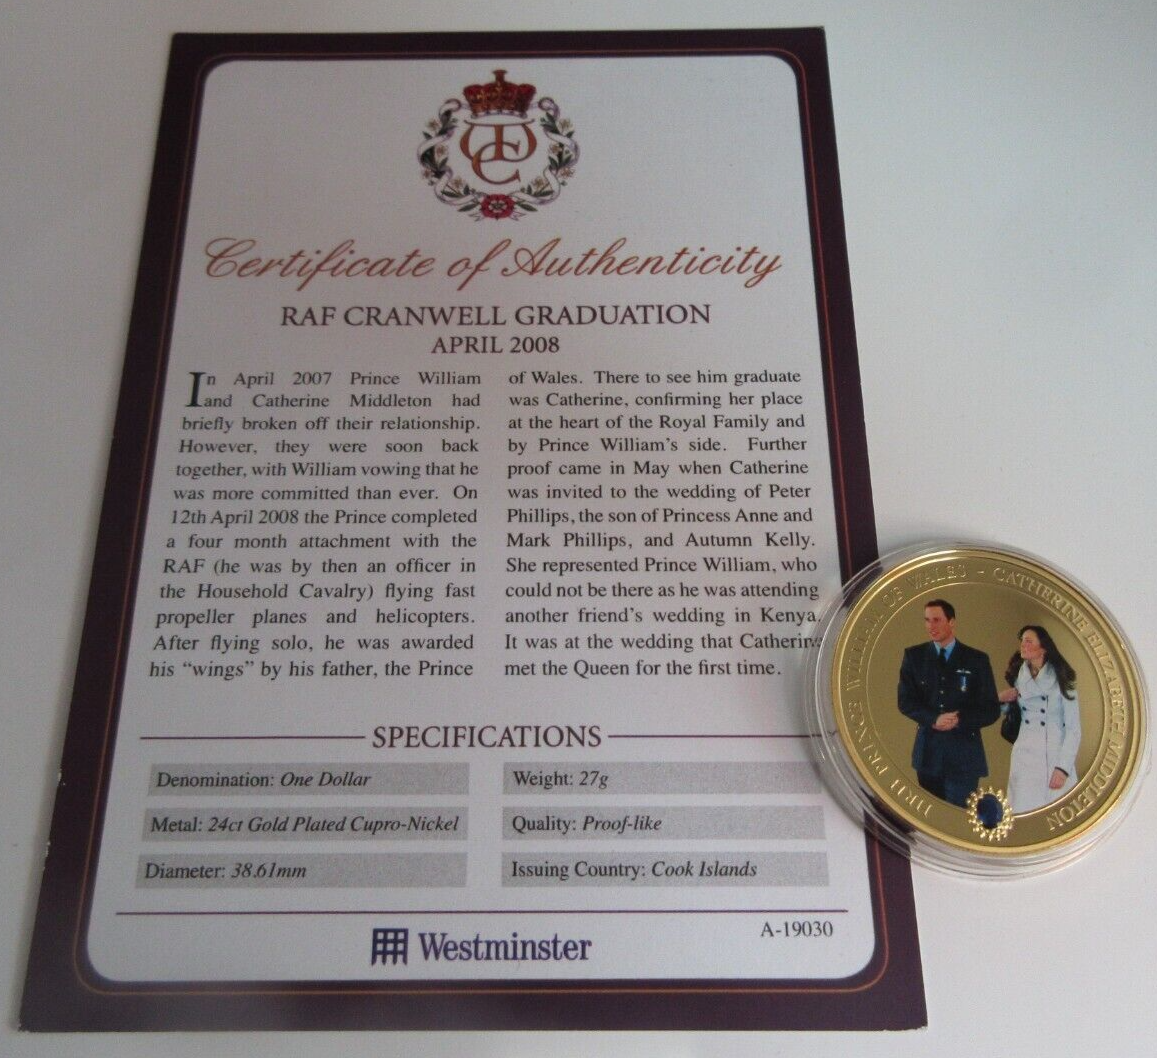 Certificate of Authenticity
RAF CRANWELL GRADUATION
APRIL 2008
In April 2007 Prince William
and Catherine Middleton had
briefly broken off their relationship.
However, they were soon back
together, with William vowing that he
was more committed than ever. On
12th April 2008 the Prince completed
a four month attachment with the
RAF (he was by then an officer in
the Household Cavalry) flying fast
propeller planes and helicopters.
After flying solo, he was awarded
his “wings” by his father, the Prince
of Wales. There to see him graduate
was Catherine, confirming her place
at the heart of the Royal Family and
by Prince William’s side. Further
proof came in May when Catherine
was invited to the wedding of Peter
Phillips, the son of Princess Anne and
Mark Phillips, and Autumn Kelly.
She represented Prince William, who
could not be there as he was attending
another friend’s wedding in Kenya.
It was at the wedding that Catherine
met the Queen for the first time.
SPECIFICATIONS
Denomination: One Dollar
Weight: 27g
Metal: 24ct Gold Plated Cupro-Nickel
Quality: Proof-like
Diameter: 38.61mm
Issuing Country: Cook Islands
A-19030
Westminster
HRH PRINCE WILLIAM OF WALES - CATHERINE ELIZABETH MIDDLETON